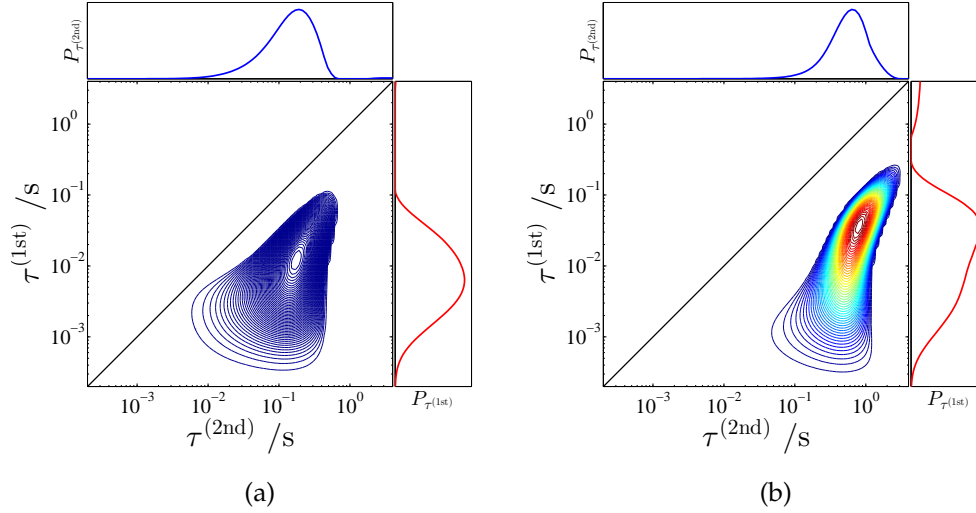 P_{τ^{(2nd)}}
10^0
10^{-1}
10^{-2}
10^{-3}
τ^{(1st)} /s
10^{-3} 10^{-2} 10^{-1} 10^0
P_{τ^{(1st)}}
τ^{(2nd)} /s
(a)
P_{τ^{(2nd)}}
10^0
10^{-1}
10^{-2}
10^{-3}
τ^{(1st)} /s
10^{-3} 10^{-2} 10^{-1} 10^0
P_{τ^{(1st)}}
τ^{(2nd)} /s
(b)